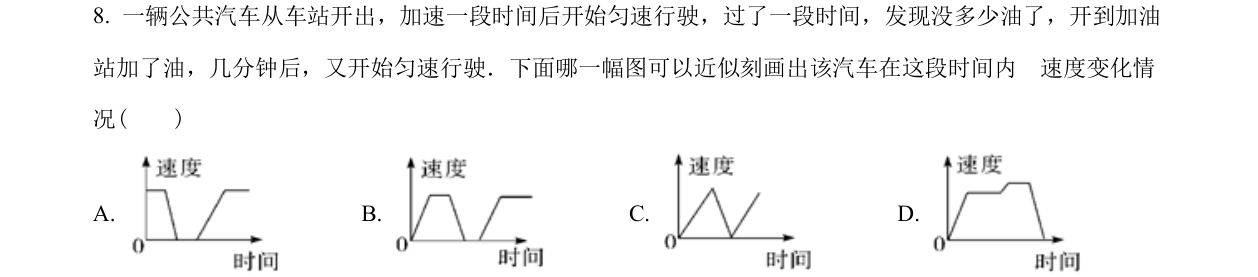 8. 一辆公共汽车从车站开出，加速一段时间后开始匀速行驶，过了一段时间，发现没多少油了，开到加油
站加了油，几分钟后，又开始匀速行驶．下面哪一幅图可以近似刻画出该汽车在这段时间内　速度变化情
况(　　)
A. 速度 0 时间 B. 速度 0 时间 C. 速度 0 时间 D. 速度 0 时间